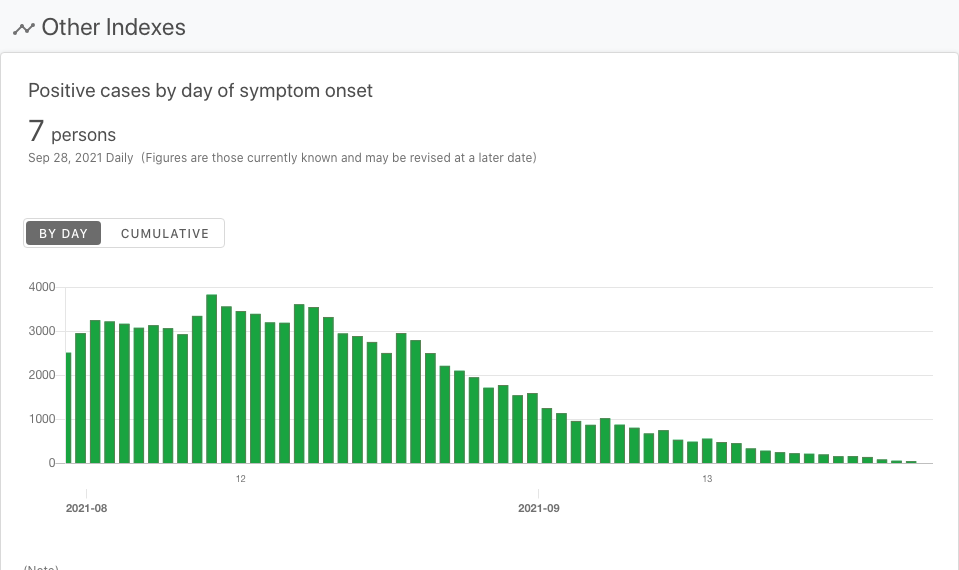 Other Indexes
Positive cases by day of symptom onset
7 persons
Sep 28, 2021 Daily (Figures are those currently known and may be revised at a later date)
BY DAY CUMULATIVE
4000
3000
2000
1000
0
12 13
2021-08 2021-09
(Note)